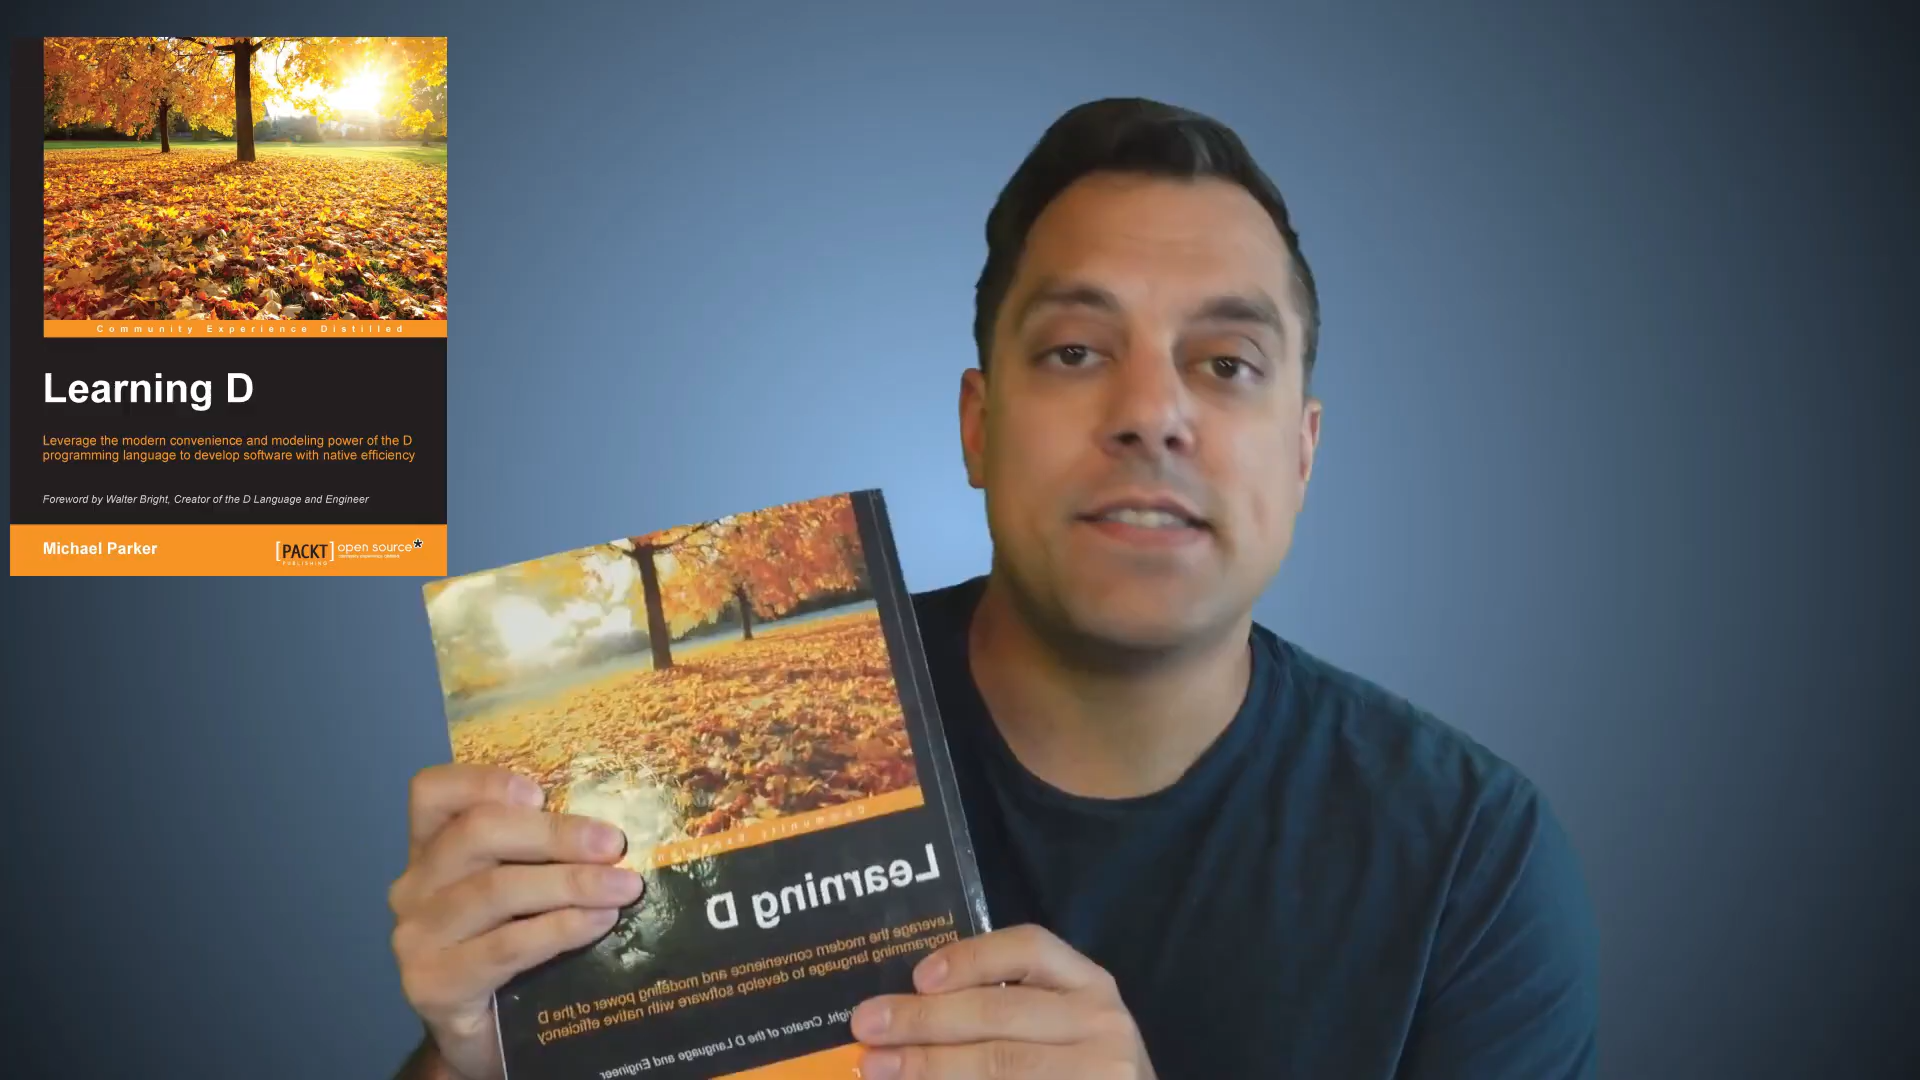 Community Experience Distilled
Learning D
Leverage the modern convenience and modeling power of the D
programming language to develop software with native efficiency
Foreword by Walter Bright, Creator of the D Language and Engineer
Michael Parker
[PACKT] open source*
PUBLISHING
Community
Learning D
Leverage the modern convenience and modeling power of the D
programming language to develop software with native efficiency
Bright, Creator of the D Language and Engineer